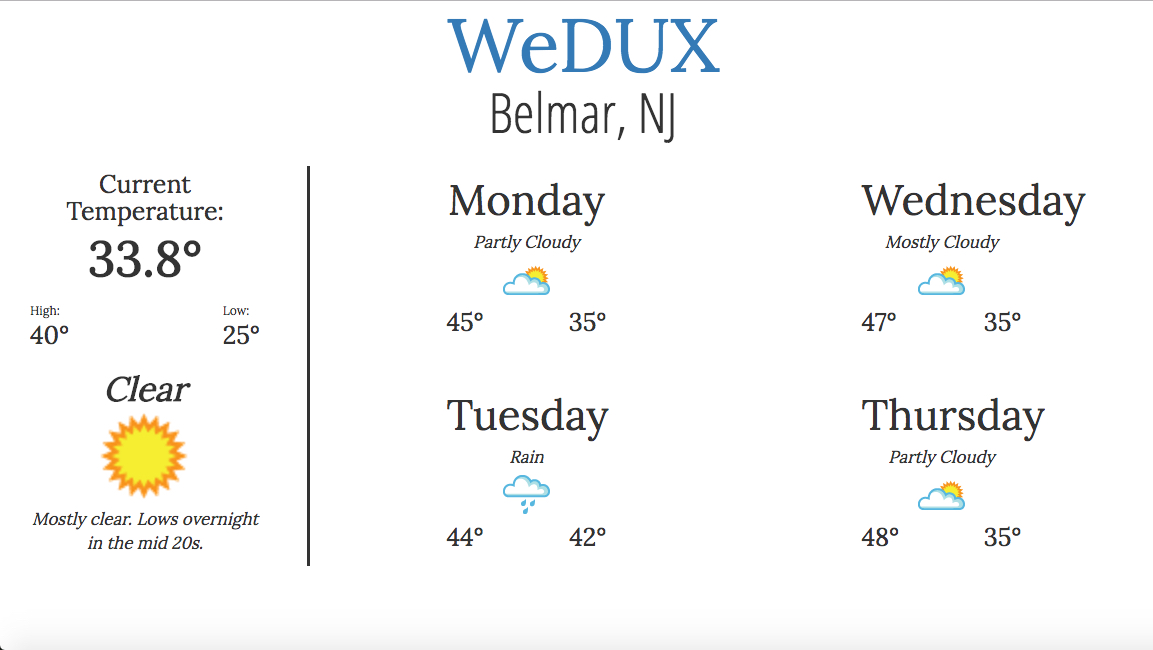 WeDUX
Belmar, NJ
Current
Temperature:
33.8°
High:
Low:
40°
25°
Clear
Mostly clear. Lows overnight
in the mid 20s.
Monday
Partly Cloudy
45° 35°
Tuesday
Rain
44° 42°
Wednesday
Mostly Cloudy
47° 35°
Thursday
Partly Cloudy
48° 35°